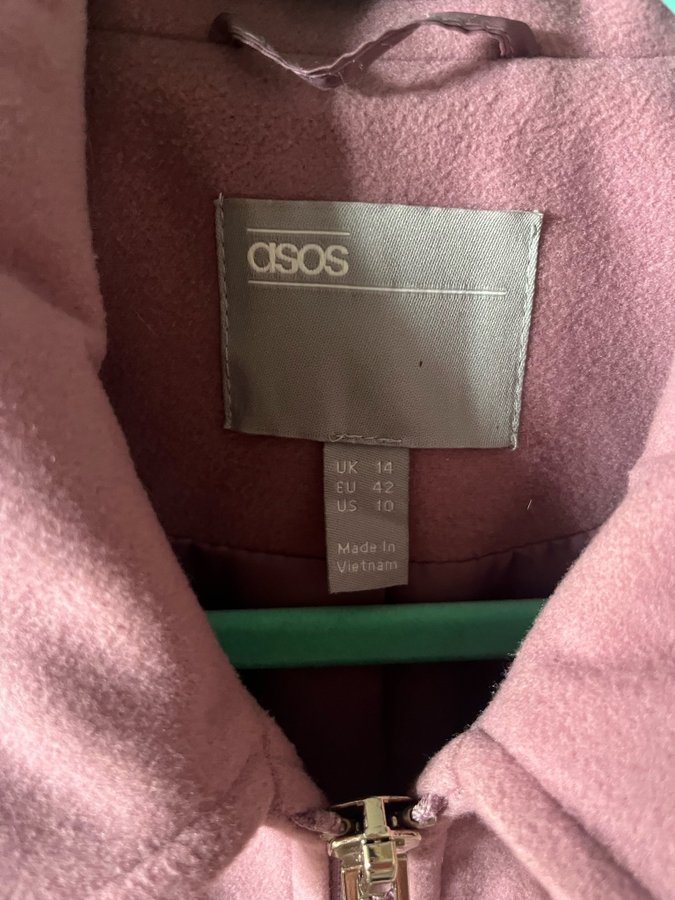 asos
UK 14
EU 42
US 10
Made In
Vietnam